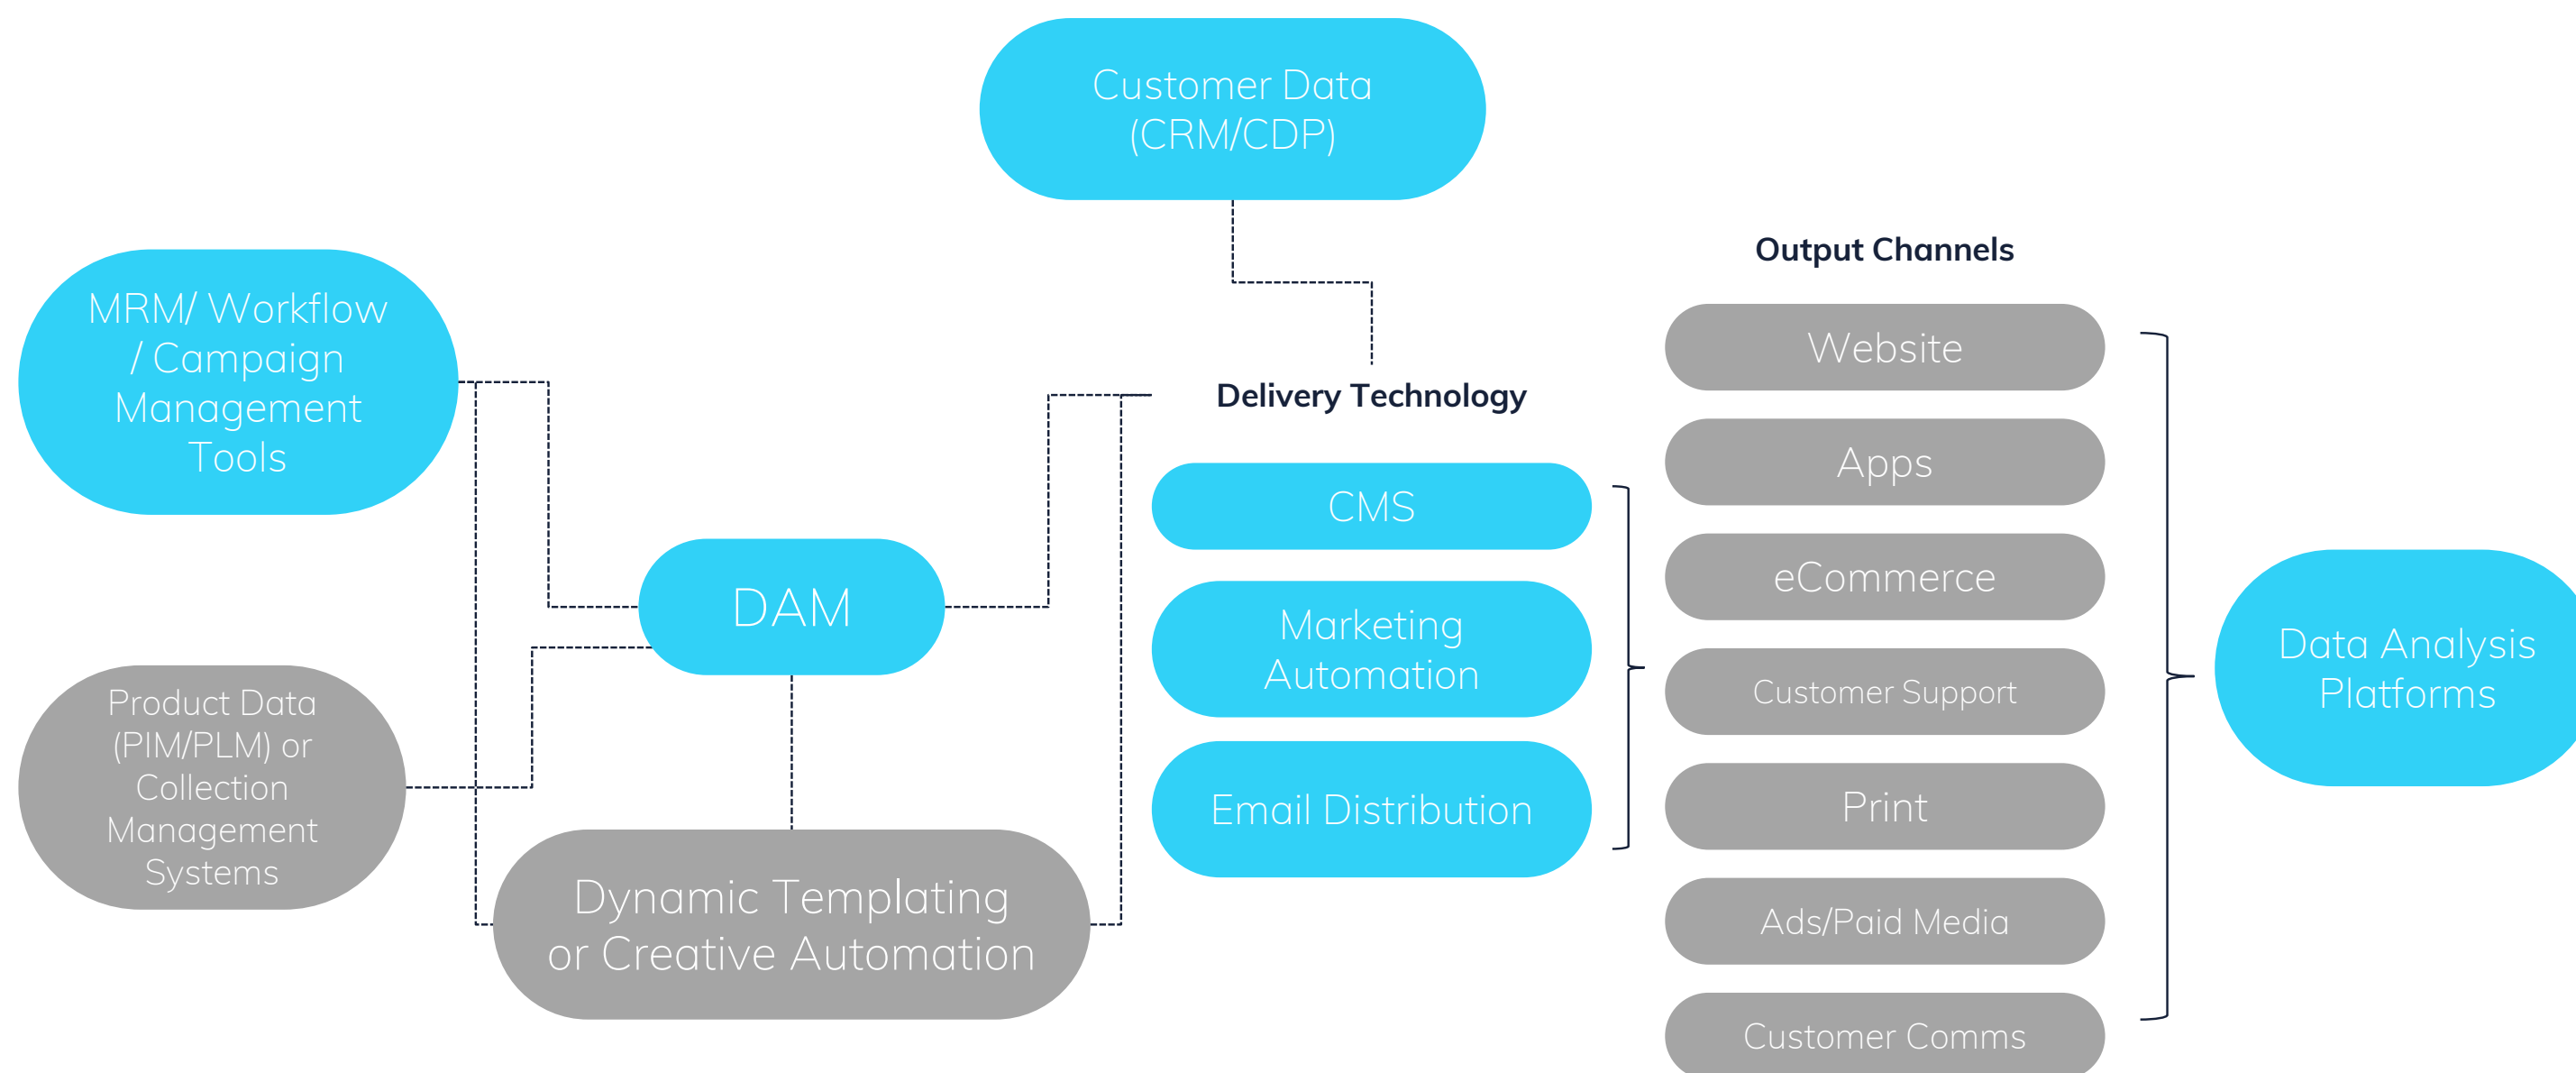 Customer Data
(CRM/CDP)
MRM/ Workflow
/ Campaign
Management
Tools
Product Data
(PIM/PLM) or
Collection
Management
Systems
DAM
Dynamic Templating
or Creative Automation
Delivery Technology
CMS
Marketing
Automation
Email Distribution
Output Channels
Website
Apps
eCommerce
Customer Support
Print
Ads/Paid Media
Customer Comms
Data Analysis
Platforms